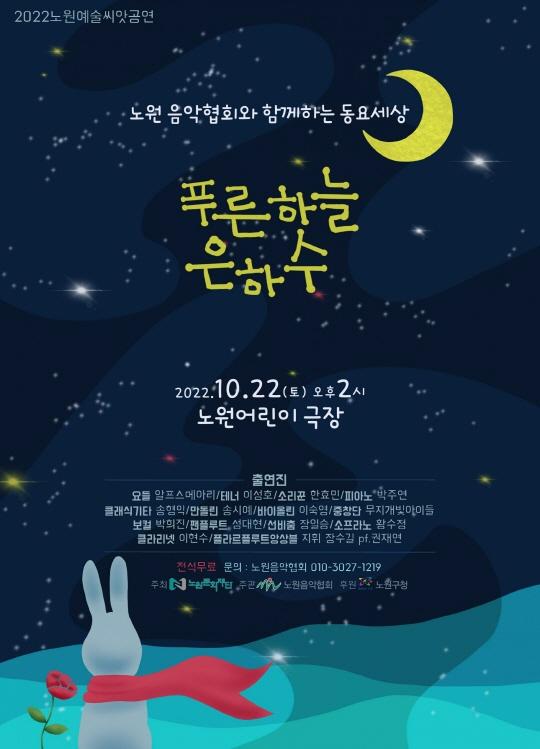 2022노원예술씨앗공연
노원 음악협회와 함께하는 동요세상
푸른하늘
은하수
2022.10.22(토) 오후2시
노원어린이 극장
출연진
요들 알프스메아리/테너 이성호/소리꾼 한효민/피아노 박주연
클래식기타 송형익/만돌린 송시예/바이올린 이숙영/중창단 무지개빛아이들
보컬 박희진/팬플루트 성대현/선비춤 장일승/소프라노 황수정
클라리넷 이현수/플라르플루트앙상블 지휘 장수길 pf.권재연
전석무료 문의 : 노원음악협회 010-3027-1219
주최 노원문화재단 주관 노원음악협회 후원 노원구청